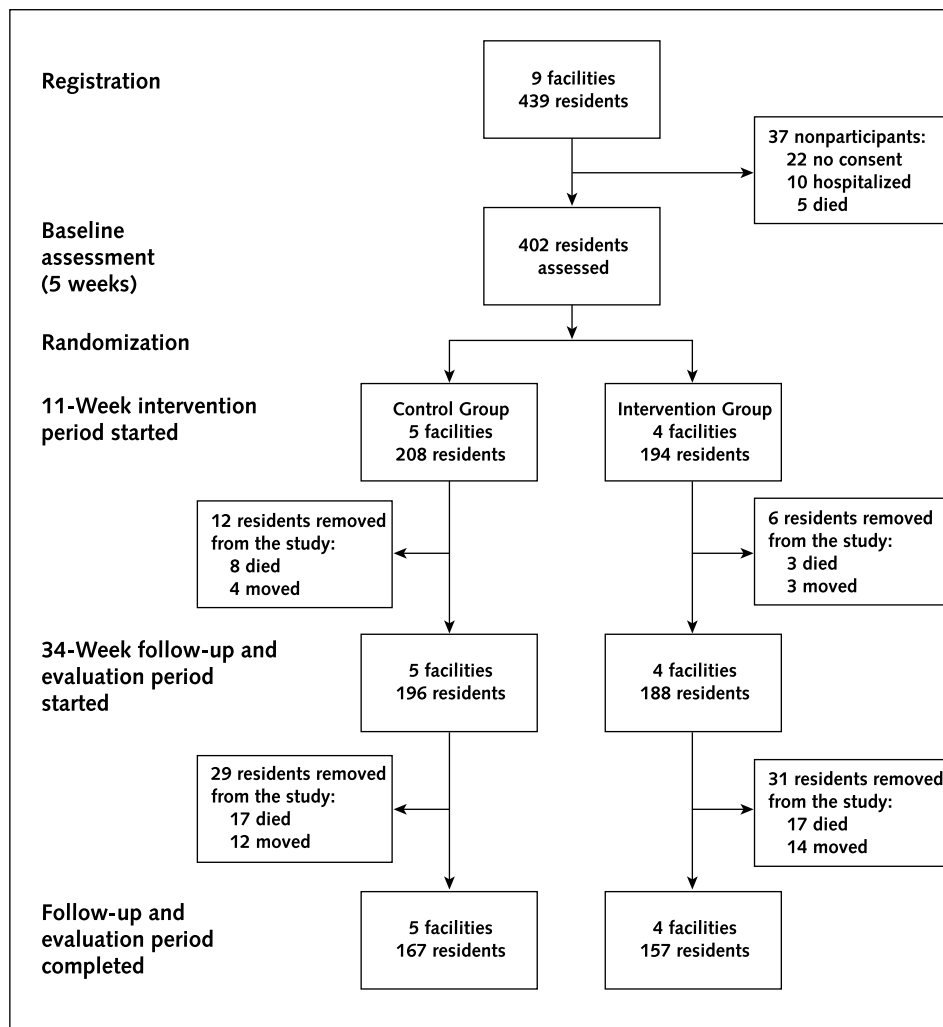 Registration
9 facilities
439 residents
37 nonparticipants:
22 no consent
10 hospitalized
5 died
Baseline
assessment
(5 weeks)
402 residents
assessed
Randomization
11-Week intervention
period started
Control Group
5 facilities
208 residents
Intervention Group
4 facilities
194 residents
12 residents removed
from the study:
8 died
4 moved
6 residents removed
from the study:
3 died
3 moved
34-Week follow-up and
evaluation period
started
5 facilities
196 residents
4 facilities
188 residents
29 residents removed
from the study:
17 died
12 moved
31 residents removed
from the study:
17 died
14 moved
Follow-up and
evaluation period
completed
5 facilities
167 residents
4 facilities
157 residents